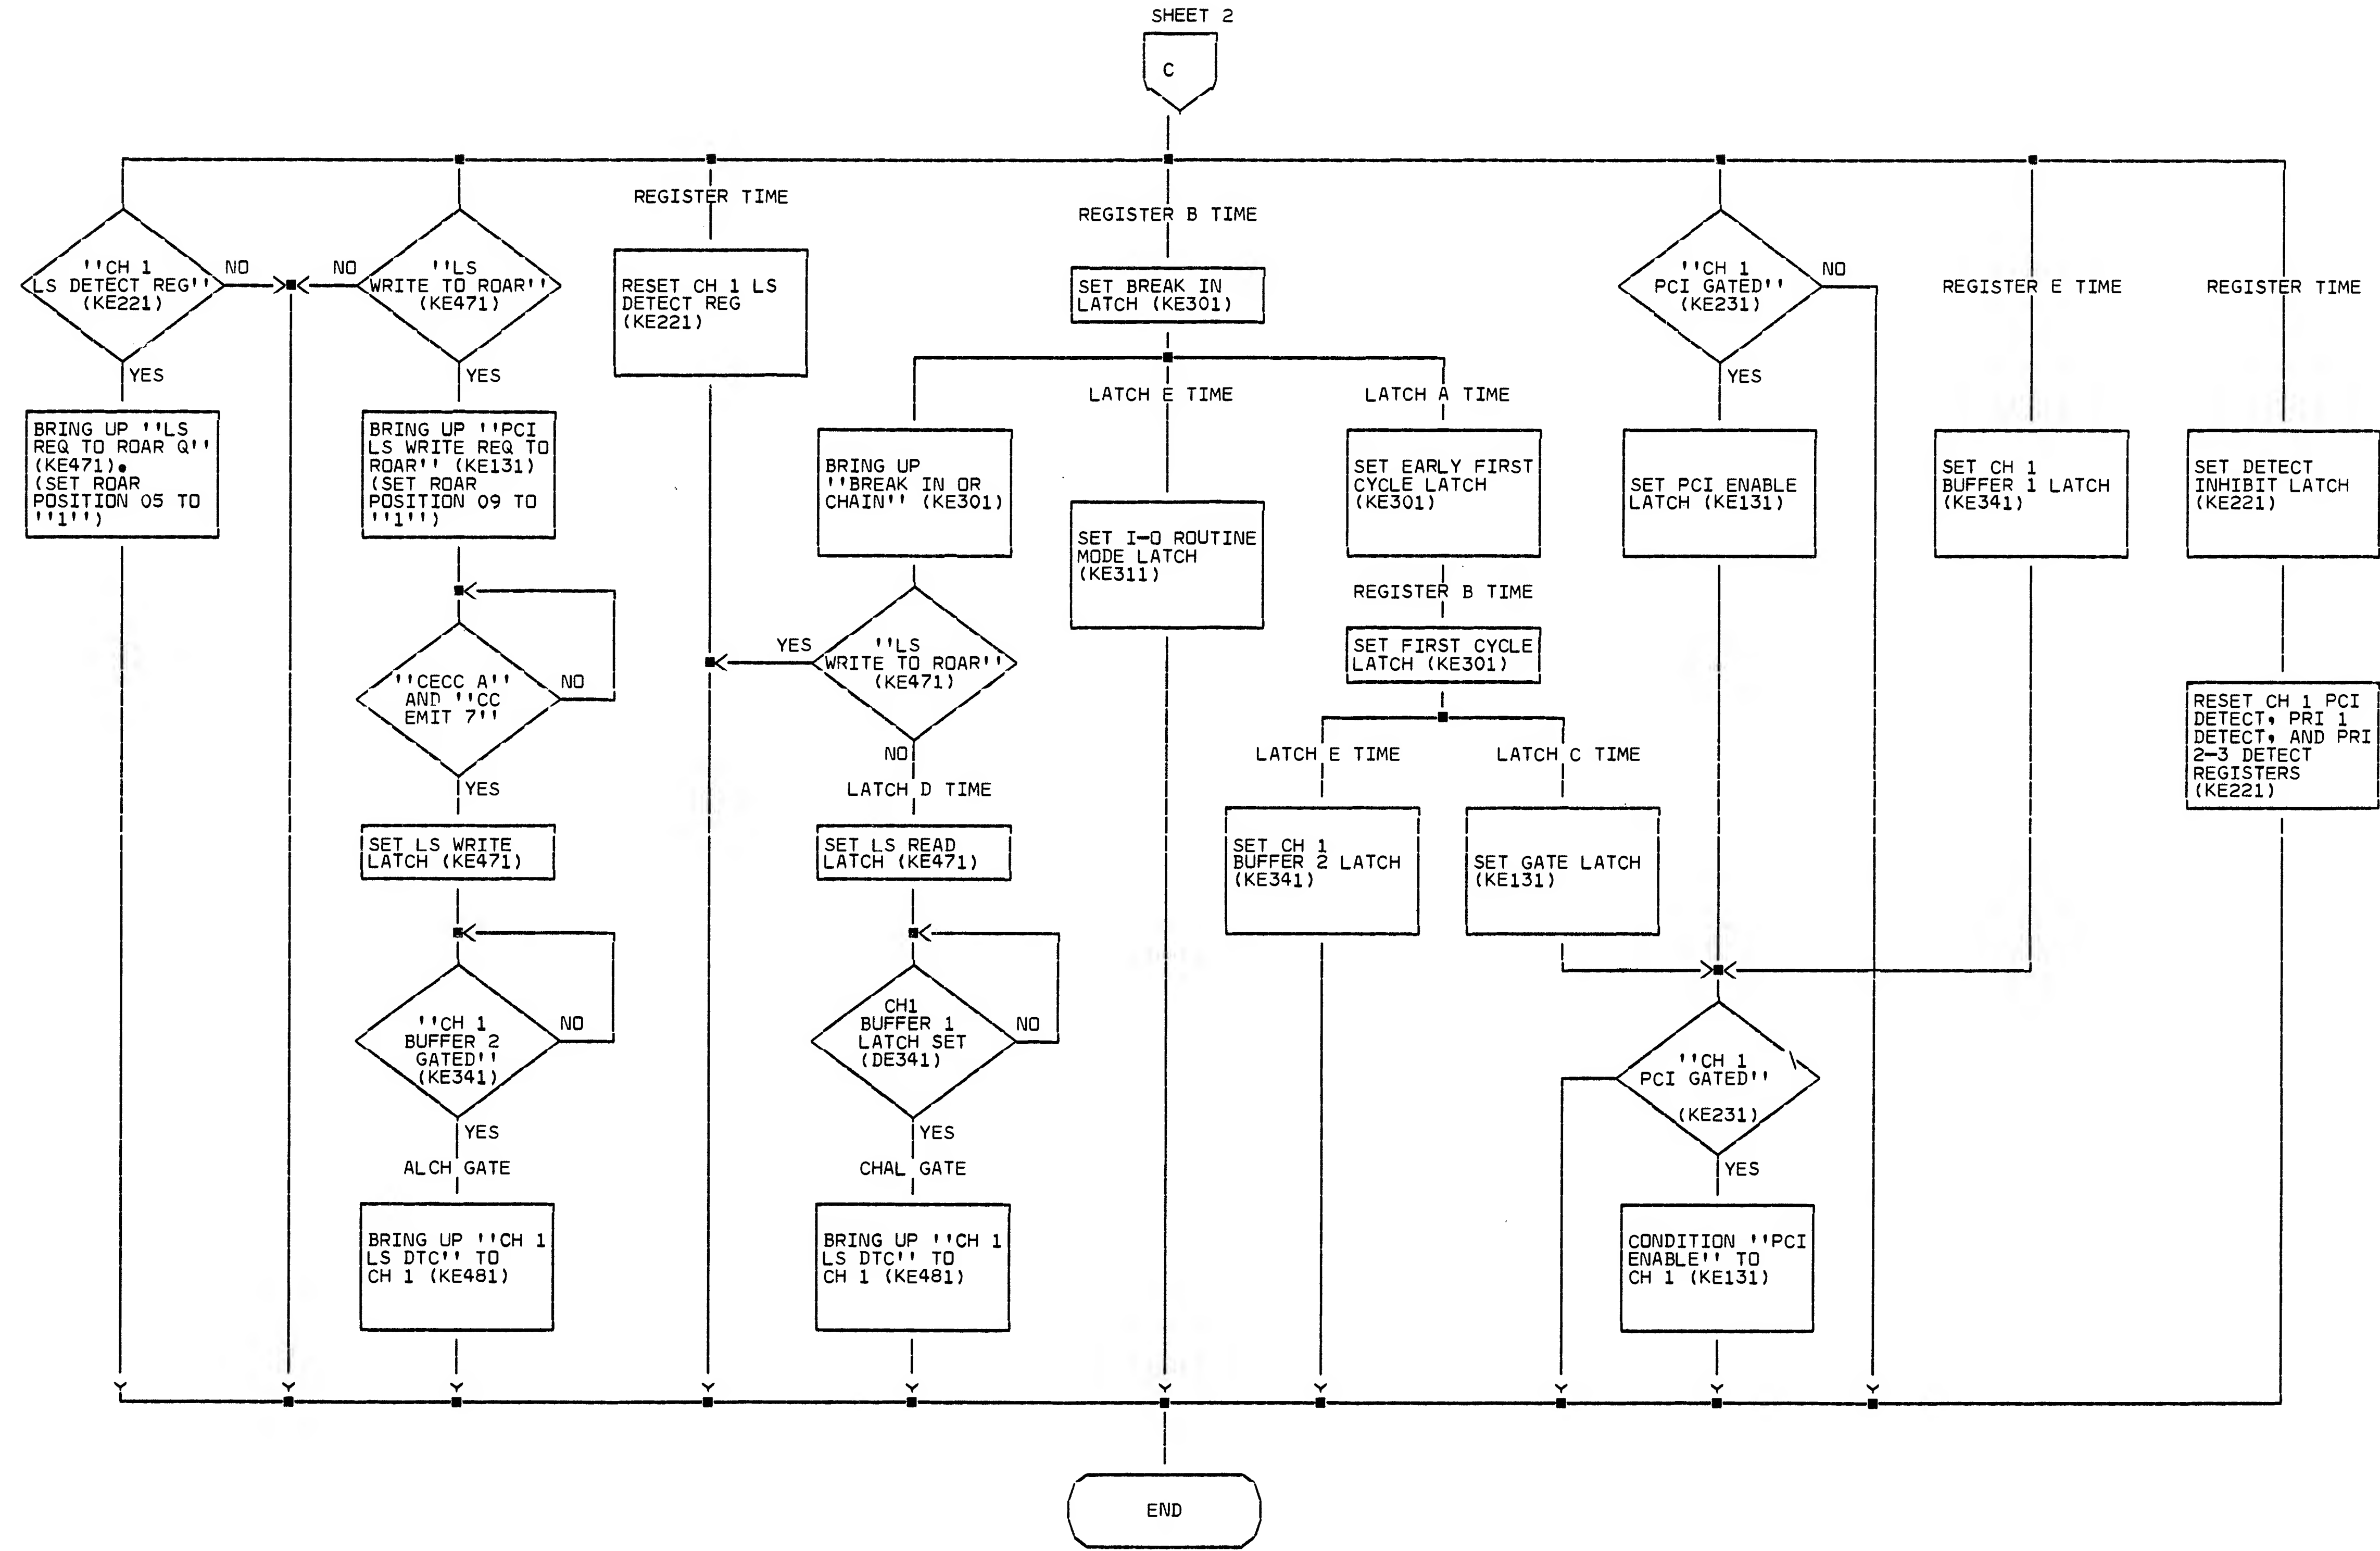 SHEET 2
C
''CH 1
LS DETECT REG''
(KE221)
NO
YES
BRING UP ''LS
REQ TO ROAR Q''
(KE471).
(SET ROAR
POSITION 05 TO
''1'')
NO
''LS
WRITE TO ROAR''
(KE471)
YES
BRING UP ''PCI
LS WRITE REQ TO
ROAR'' (KE131)
(SET ROAR
POSITION 09 TO
''1'')
''CECC A''
AND ''CC
EMIT 7''
NO
YES
SET LS WRITE
LATCH (KE471)
''CH 1
BUFFER 2
GATED''
(KE341)
NO
YES
ALCH GATE
BRING UP ''CH 1
LS DTC'' TO
CH 1 (KE481)
REGISTER TIME
RESET CH 1 LS
DETECT REG
(KE221)
REGISTER B TIME
SET BREAK IN
LATCH (KE301)
BRING UP
''BREAK IN OR
CHAIN'' (KE301)
YES
''LS
WRITE TO ROAR''
(KE471)
NO
LATCH D TIME
SET LS READ
LATCH (KE471)
CH1
BUFFER 1
LATCH SET
(DE341)
NO
YES
CHAL GATE
BRING UP ''CH 1
LS DTC'' TO
CH 1 (KE481)
LATCH E TIME
SET I-O ROUTINE
MODE LATCH
(KE311)
LATCH A TIME
SET EARLY FIRST
CYCLE LATCH
(KE301)
REGISTER B TIME
SET FIRST CYCLE
LATCH (KE301)
LATCH E TIME
SET CH 1
BUFFER 2 LATCH
(KE341)
LATCH C TIME
SET GATE LATCH
(KE131)
''CH 1
PCI GATED''
(KE231)
NO
YES
SET PCI ENABLE
LATCH (KE131)
''CH 1
PCI GATED''
(KE231)
YES
CONDITION ''PCI
ENABLE'' TO
CH 1 (KE131)
REGISTER E TIME
SET CH 1
BUFFER 1 LATCH
(KE341)
REGISTER TIME
SET DETECT
INHIBIT LATCH
(KE221)
RESET CH 1 PCI
DETECT, PRI 1
DETECT, AND PRI
2-3 DETECT
REGISTERS
(KE221)
END